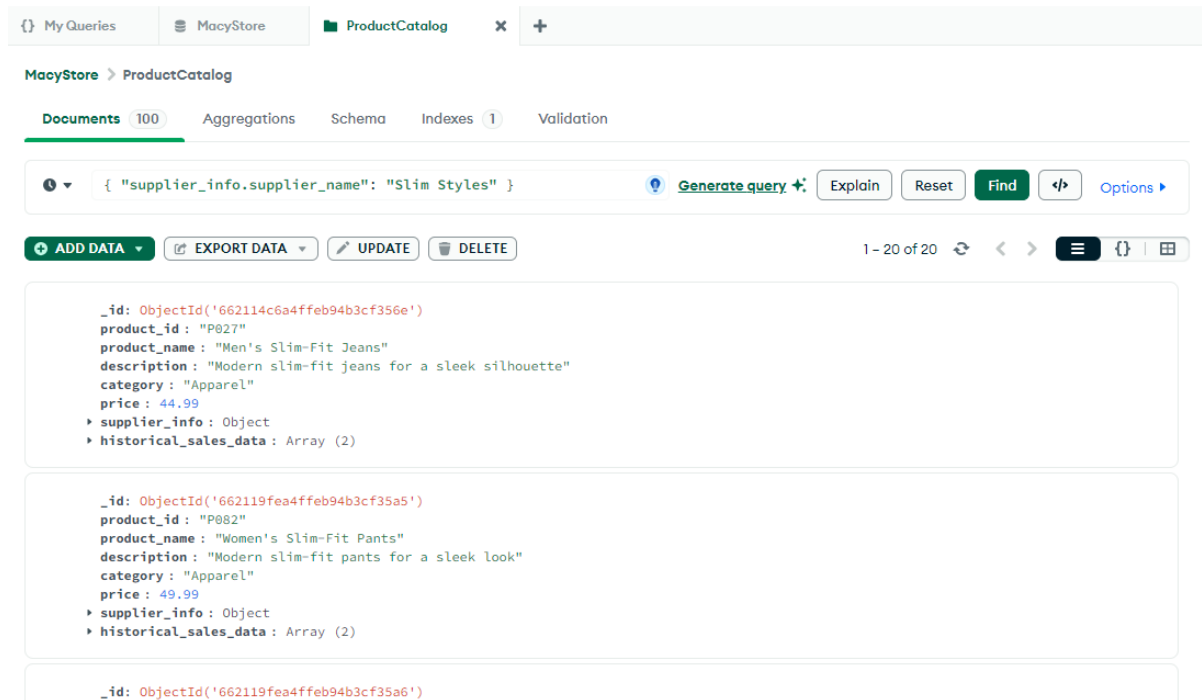 {} My Queries MacyStore ProductCatalog × +
MacyStore > ProductCatalog
Documents 100 Aggregations Schema Indexes 1 Validation
{ "supplier_info.supplier_name": "Slim Styles" } Generate query Explain Reset Find </> Options
ADD DATA EXPORT DATA UPDATE DELETE 1 – 20 of 20 < > {}
_id: ObjectId('662114c6a4ffeb94b3cf356e')
product_id : "P027"
product_name : "Men's Slim-Fit Jeans"
description : "Modern slim-fit jeans for a sleek silhouette"
category : "Apparel"
price : 44.99
supplier_info : Object
historical_sales_data : Array (2)
_id: ObjectId('662119fea4ffeb94b3cf35a5')
product_id : "P082"
product_name : "Women's Slim-Fit Pants"
description : "Modern slim-fit pants for a sleek look"
category : "Apparel"
price : 49.99
supplier_info : Object
historical_sales_data : Array (2)
_id: ObjectId('662119fea4ffeb94b3cf35a6')